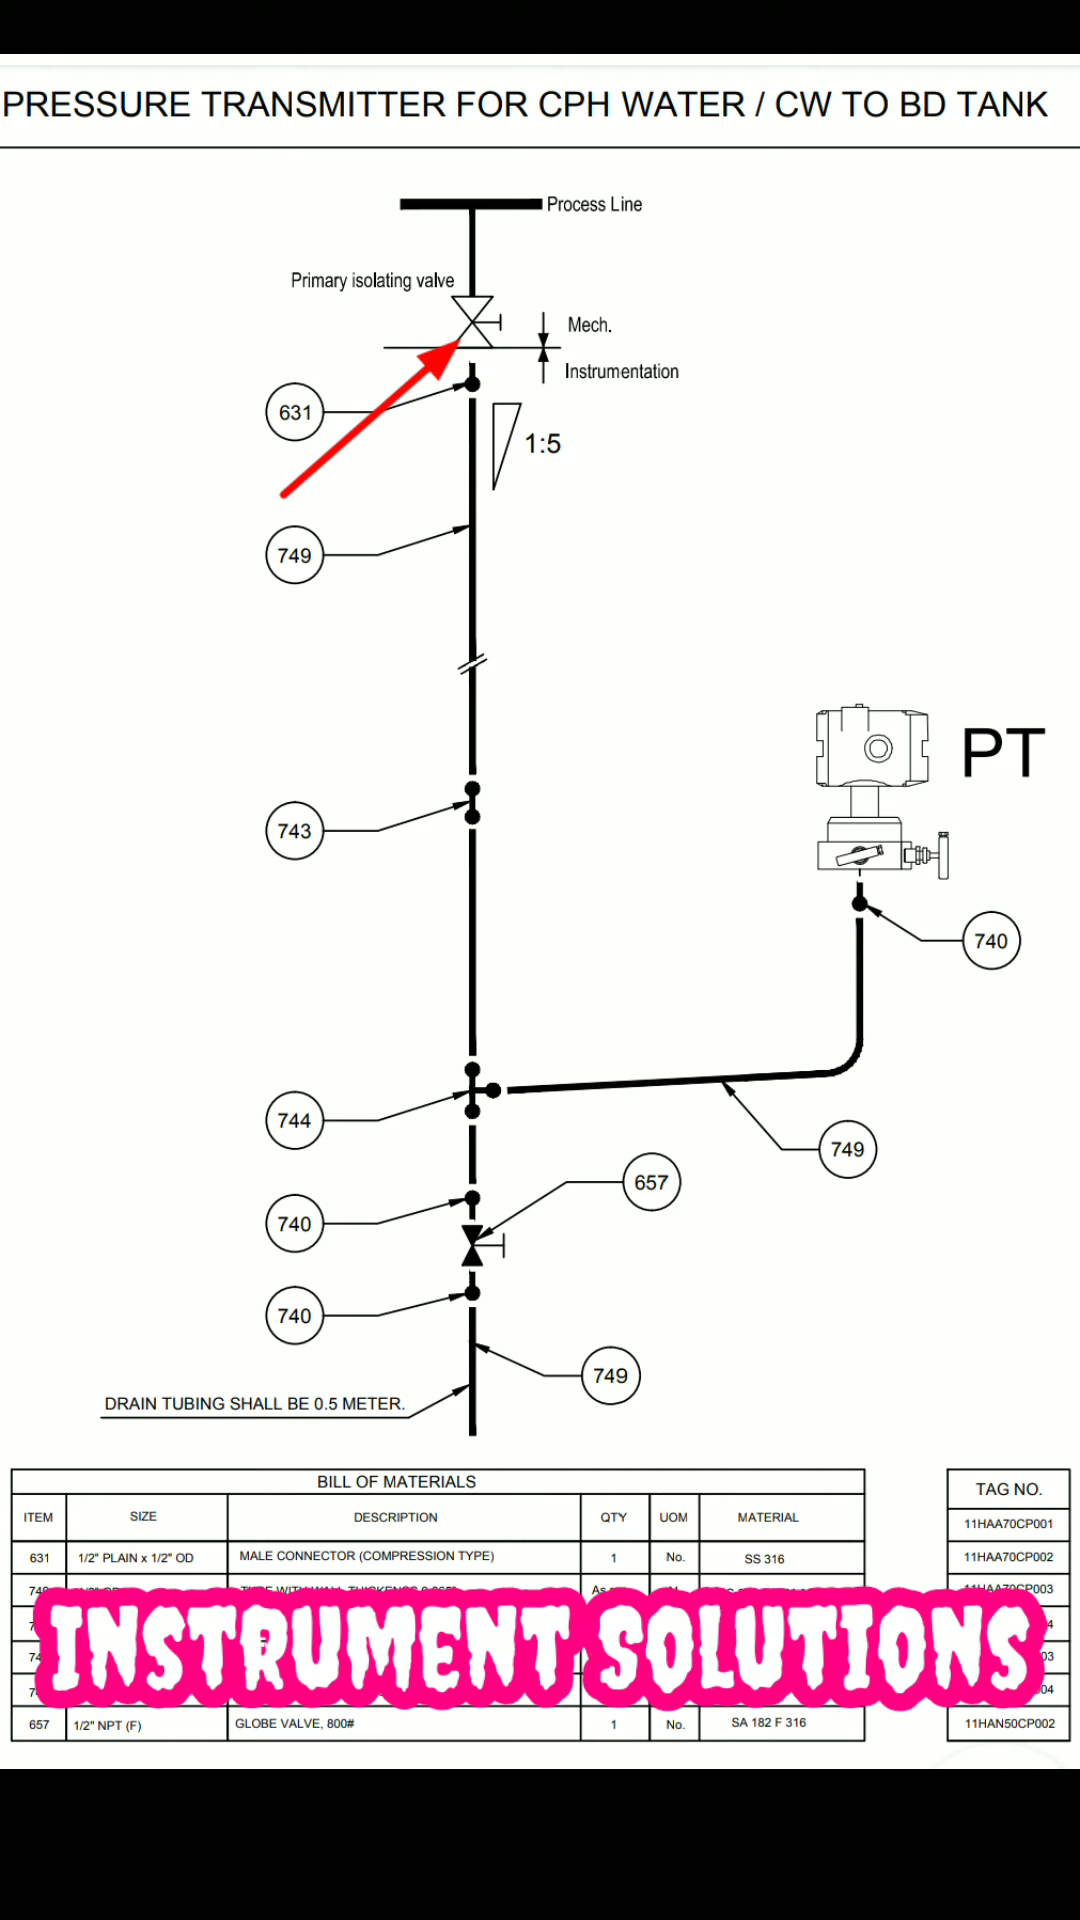 PRESSURE TRANSMITTER FOR CPH WATER / CW TO BD TANK
Process Line
Primary isolating valve
Mech.
Instrumentation
631
1:5
749
PT
743
740
744
749
657
740
740
749
DRAIN TUBING SHALL BE 0.5 METER.
BILL OF MATERIALS
ITEM SIZE DESCRIPTION QTY UOM MATERIAL
631 1/2" PLAIN x 1/2" OD MALE CONNECTOR (COMPRESSION TYPE) 1 No. SS 316
657 1/2" NPT (F) GLOBE VALVE, 800# 1 No. SA 182 F 316
TAG NO.
11HAA70CP001
11HAA70CP002
11HAA70CP003
11HAN50CP002
INSTRUMENT SOLUTIONS